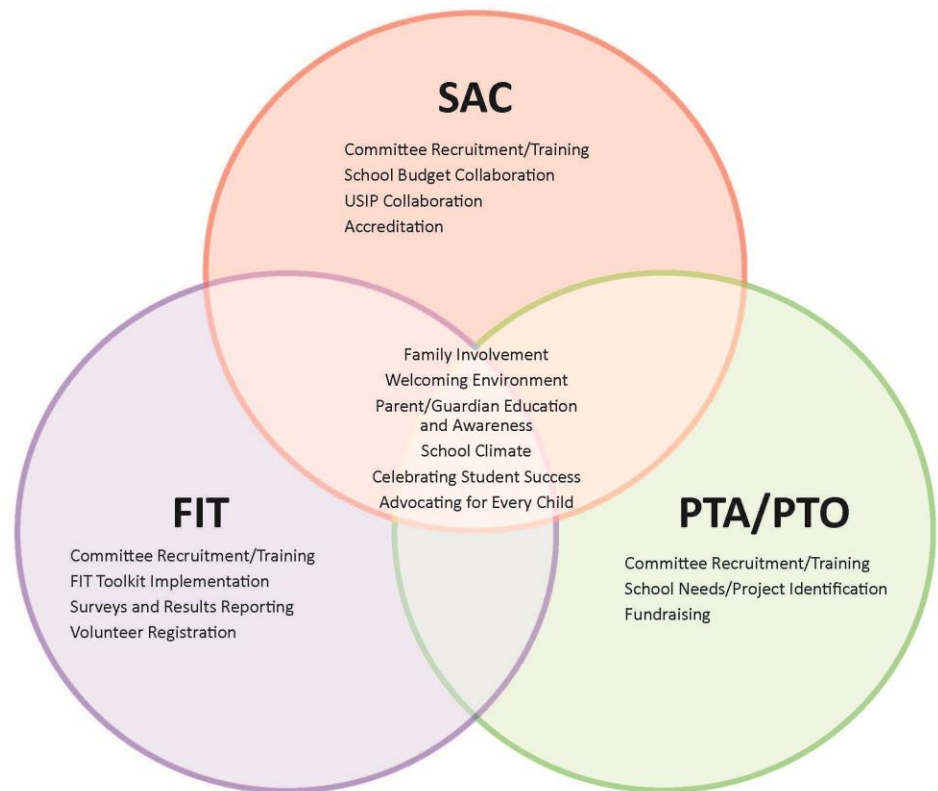 SAC
Committee Recruitment/Training
School Budget Collaboration
USIP Collaboration
Accreditation
Family Involvement
Welcoming Environment
Parent/Guardian Education
and Awareness
School Climate
Celebrating Student Success
Advocating for Every Child
FIT
Committee Recruitment/Training
FIT Toolkit Implementation
Surveys and Results Reporting
Volunteer Registration
PTA/PTO
Committee Recruitment/Training
School Needs/Project Identification
Fundraising